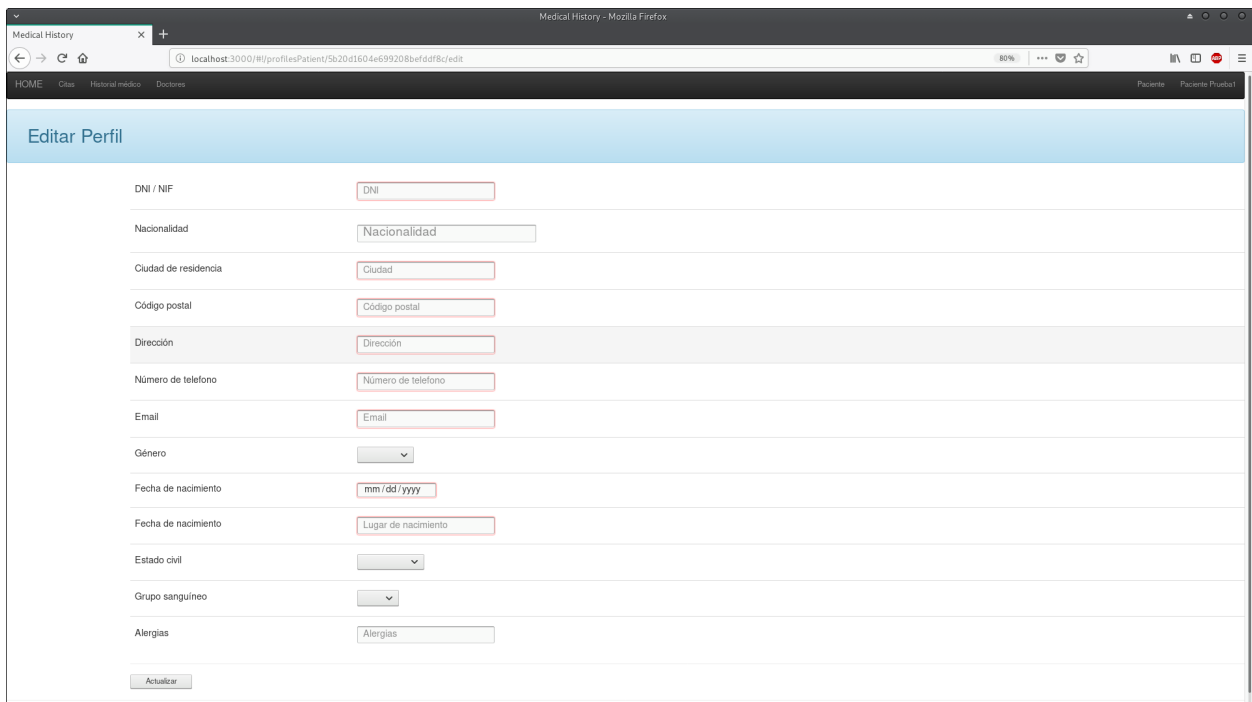 Medical History - Mozilla Firefox
Medical History
localhost:3000/#!/profilesPatient/5b20d1604e699208befddf8c/edit 80% ABP
HOME Citas Historial médico Doctores Paciente Paciente Prueba1
Editar Perfil
DNI / NIF DNI
Nacionalidad Nacionalidad
Ciudad de residencia Ciudad
Código postal Código postal
Dirección Dirección
Número de telefono Número de telefono
Email Email
Género
Fecha de nacimiento mm/dd/yyyy
Fecha de nacimiento Lugar de nacimiento
Estado civil
Grupo sanguíneo
Alergias Alergias
Actualizar